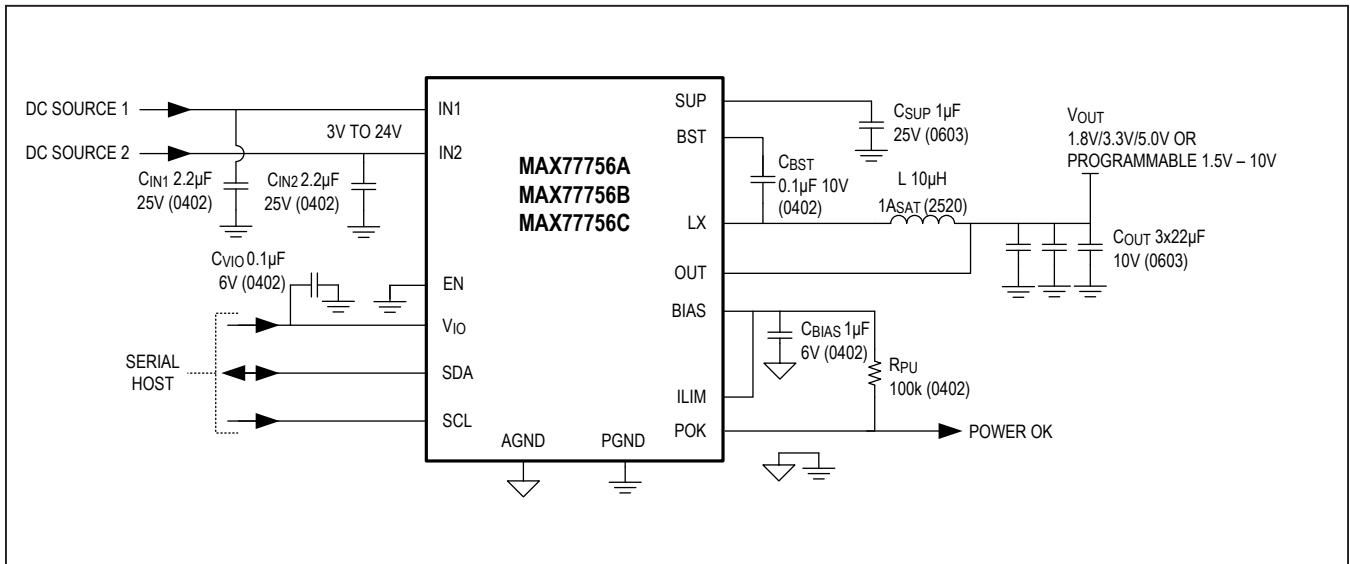 DC SOURCE 1
DC SOURCE 2
3V TO 24V
CIN1 2.2µF
25V (0402)
CIN2 2.2µF
25V (0402)
CVIO 0.1µF
6V (0402)
SERIAL
HOST
IN1
IN2
EN
VIO
SDA
SCL
MAX77756A
MAX77756B
MAX77756C
AGND
PGND
SUP
BST
LX
OUT
BIAS
ILIM
POK
CSUP 1µF
25V (0603)
CBST
0.1µF 10V
(0402)
L 10µH
1ASAT (2520)
VOUT
1.8V/3.3V/5.0V OR
PROGRAMMABLE 1.5V – 10V
COUT 3x22µF
10V (0603)
CBIAS 1µF
6V (0402)
RPU
100k (0402)
POWER OK